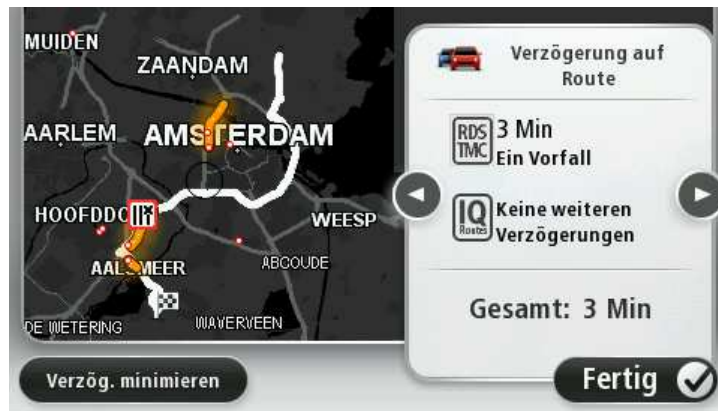 MUIDEN
ZAANDAM
AARLEM
AMSTERDAM
HOOFDDO
WEESP
AALSMEER
ABCOUDE
DE WETERING
WAVERVEEN
Verzög. minimieren
Verzögerung auf
Route
RDS
TMC
3 Min
Ein Vorfall
IQ
Routes
Keine weiteren
Verzögerungen
Gesamt: 3 Min
Fertig